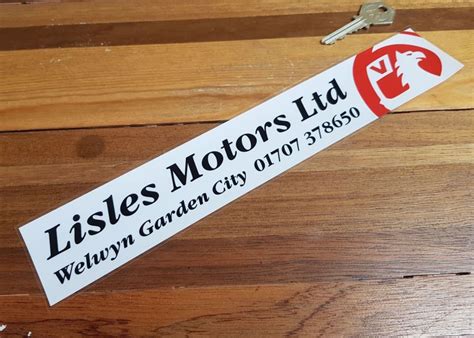 Lisles Motors Ltd
Welwyn Garden City 01707 378650
V